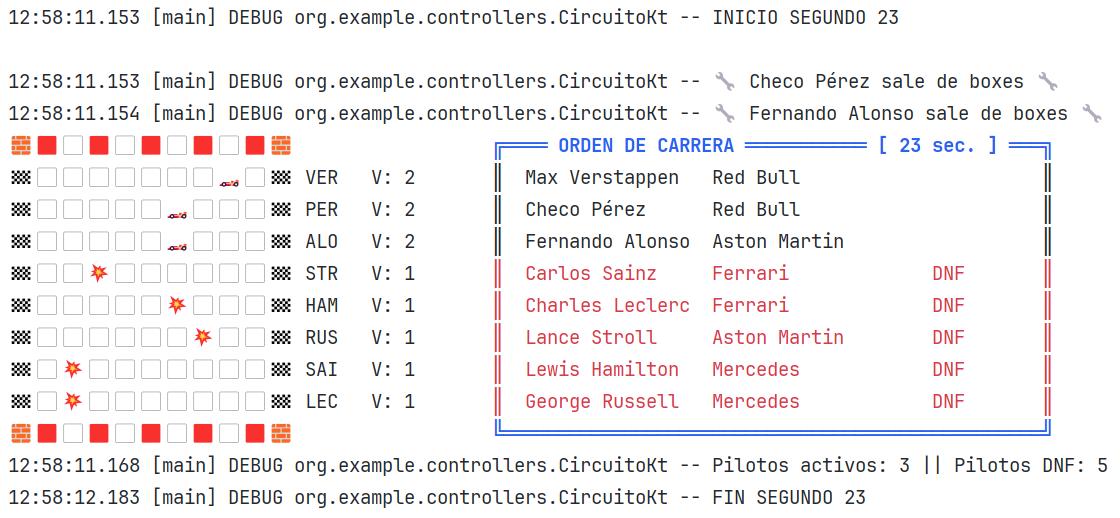 12:58:11.153 [main] DEBUG org.example.controllers.CircuitoKt -- INICIO SEGUNDO 23
12:58:11.153 [main] DEBUG org.example.controllers.CircuitoKt -- 🔧 Checo Pérez sale de boxes 🔧
12:58:11.154 [main] DEBUG org.example.controllers.CircuitoKt -- 🔧 Fernando Alonso sale de boxes 🔧
ORDEN DE CARRERA [ 23 sec. ]
VER V: 2 Max Verstappen Red Bull
PER V: 2 Checo Pérez Red Bull
ALO V: 2 Fernando Alonso Aston Martin
STR V: 1 Carlos Sainz Ferrari DNF
HAM V: 1 Charles Leclerc Ferrari DNF
RUS V: 1 Lance Stroll Aston Martin DNF
SAI V: 1 Lewis Hamilton Mercedes DNF
LEC V: 1 George Russell Mercedes DNF
12:58:11.168 [main] DEBUG org.example.controllers.CircuitoKt -- Pilotos activos: 3 || Pilotos DNF: 5
12:58:12.183 [main] DEBUG org.example.controllers.CircuitoKt -- FIN SEGUNDO 23